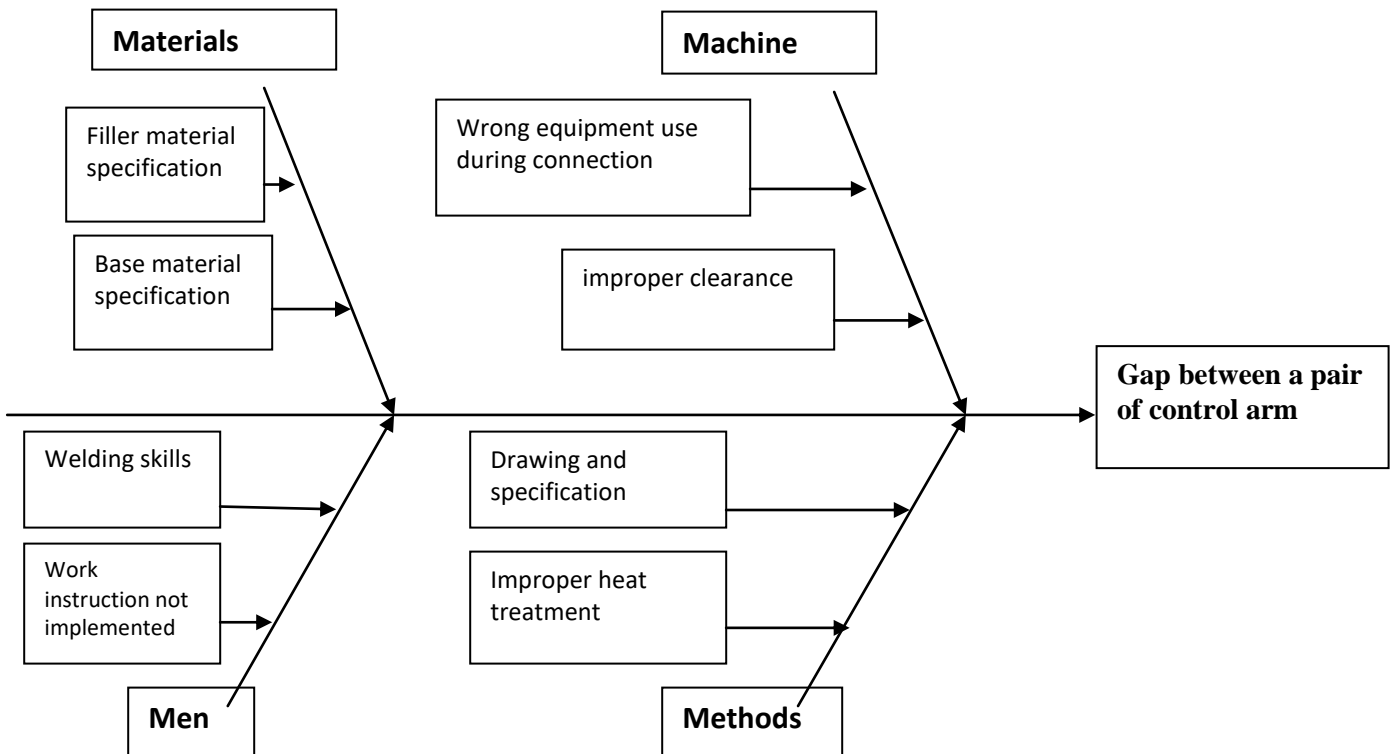 Materials
Machine
Filler material
specification
Wrong equipment use
during connection
Base material
specification
improper clearance
Gap between a pair
of control arm
Welding skills
Drawing and
specification
Work
instruction not
implemented
Improper heat
treatment
Men
Methods